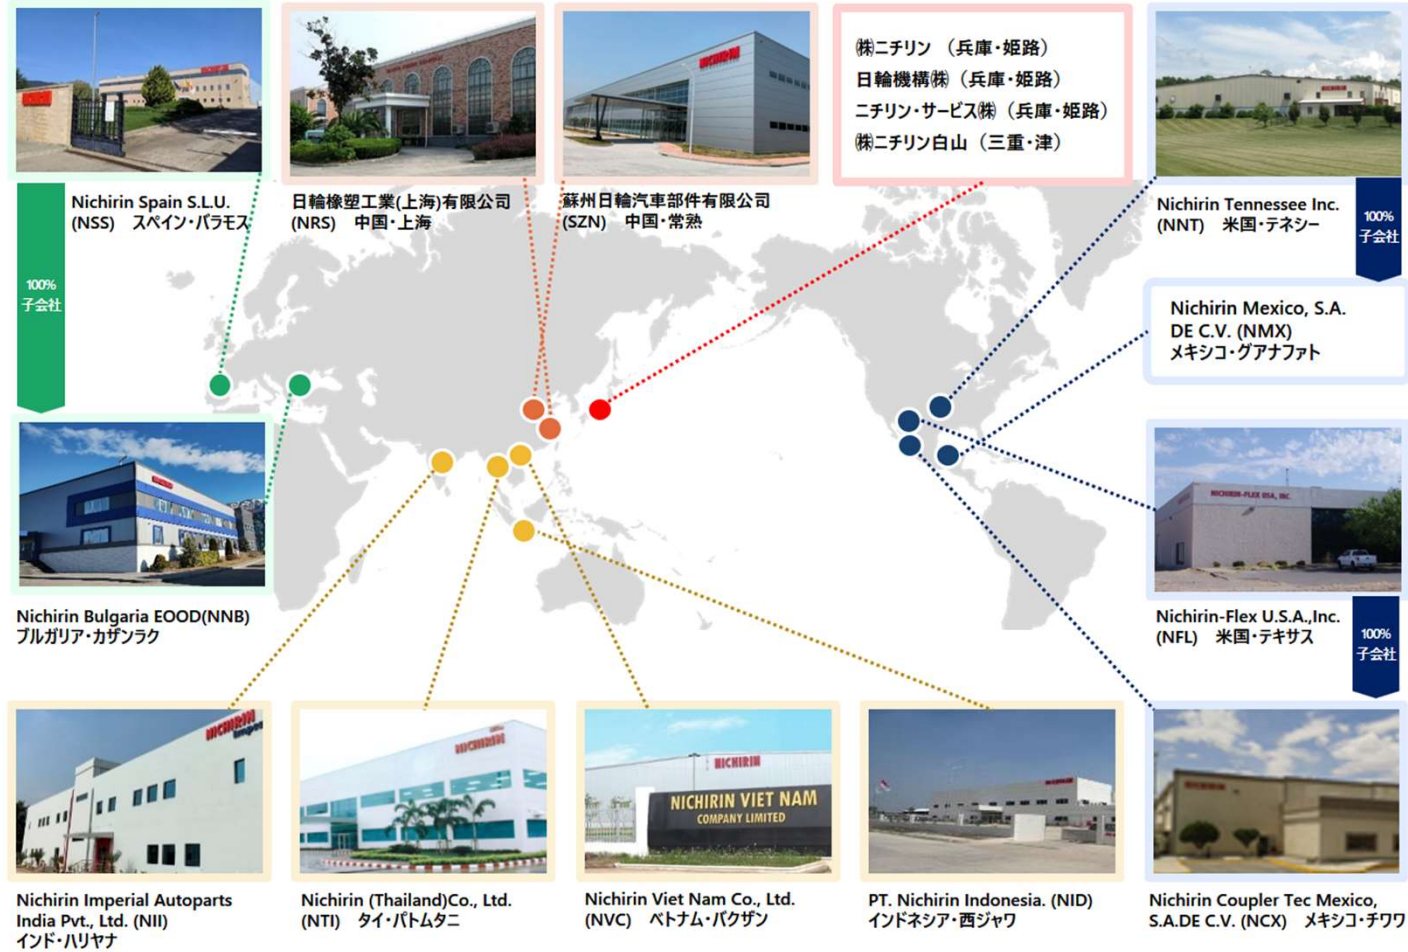 ㈱ニチリン （兵庫・姫路）
日輪機構㈱（兵庫・姫路）
ニチリン・サービス㈱（兵庫・姫路）
㈱ニチリン白山（三重・津）
NICHIRIN
NICHIRIN
NICHIRIN
Nichirin Spain S.L.U.
(NSS) スペイン・パラモス
日輪橡塑工業(上海)有限公司
(NRS) 中国・上海
蘇州日輪汽車部件有限公司
(SZN) 中国・常熟
Nichirin Tennessee Inc.
(NNT) 米国・テネシー
100%
子会社
100%
子会社
Nichirin Mexico, S.A.
DE C.V. (NMX)
メキシコ・グアナファト
NICHIRIN
NICHIRIN-FLEX USA, INC.
Nichirin Bulgaria EOOD(NNB)
ブルガリア・カザンラク
Nichirin-Flex U.S.A.,Inc.
(NFL) 米国・テキサス
100%
子会社
NICHIRIN
NICHIRIN
NICHIRIN
NICHIRIN VIET NAM
COMPANY LIMITED
Nichirin Imperial Autoparts
India Pvt., Ltd. (NII)
インド・ハリヤナ
Nichirin (Thailand)Co., Ltd.
(NTI) タイ・パトムタニ
Nichirin Viet Nam Co., Ltd.
(NVC) ベトナム・バクザン
PT. Nichirin Indonesia. (NID)
インドネシア・西ジャワ
Nichirin Coupler Tec Mexico,
S.A.DE C.V. (NCX) メキシコ・チワワ